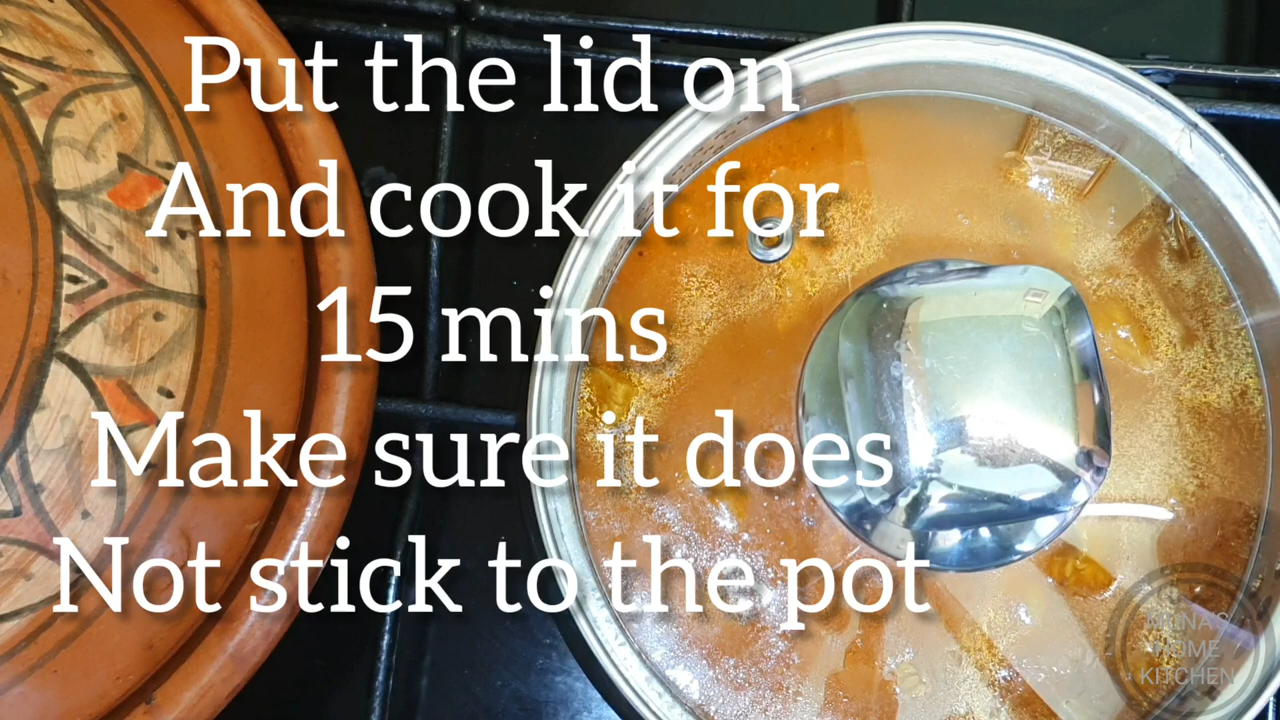 Put the lid on
And cook it for
15 mins
Make sure it does
Not stick to the pot
HOME
KITCHEN